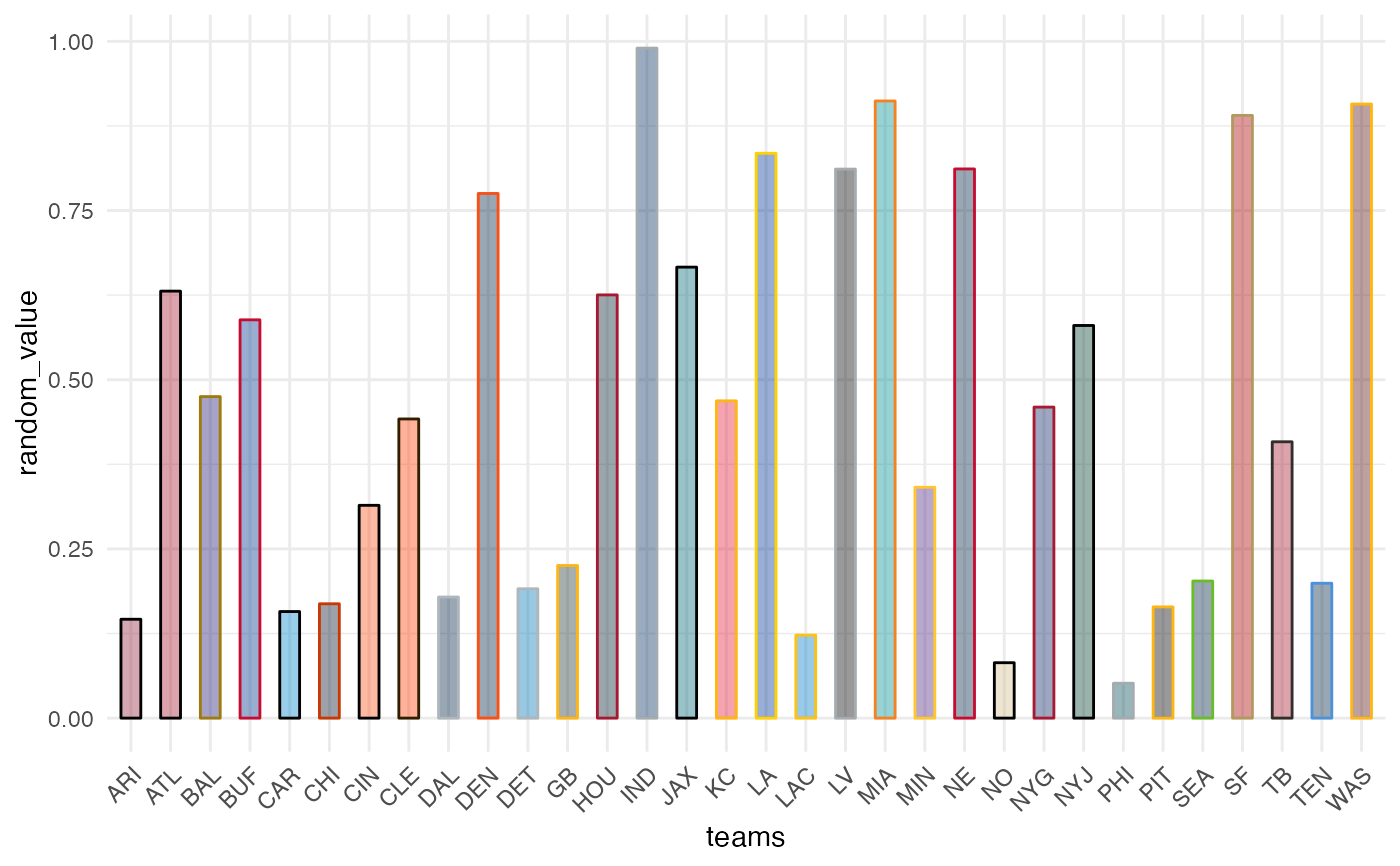 random_value
1.00
0.75
0.50
0.25
0.00
ARI ATL BAL BUF CAR CHI CIN CLE DAL DEN DET GB HOU IND JAX KC LA LAC LV MIA MIN NE NO NYG NYJ PHI PIT SEA SF TB TEN WAS
teams